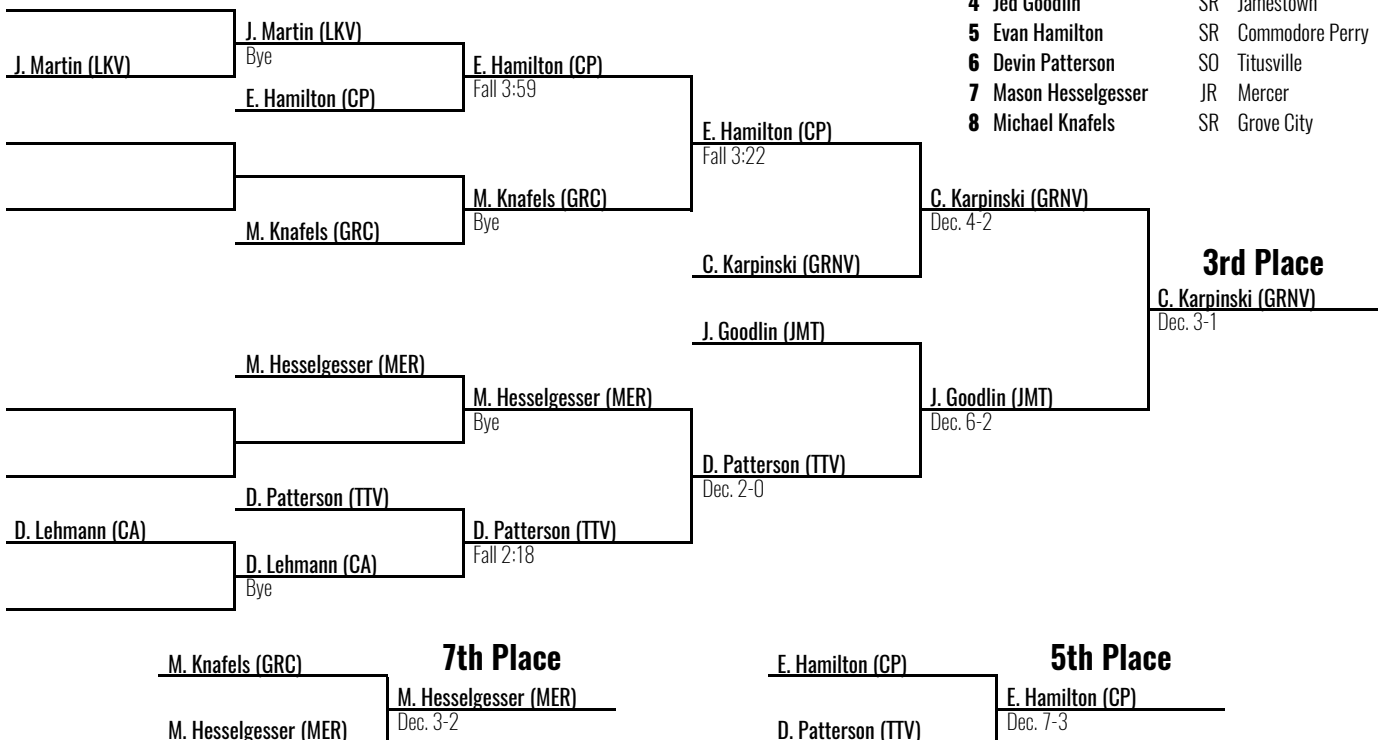 4 Jed Goodlin SR Jamestown
5 Evan Hamilton SR Commodore Perry
6 Devin Patterson SO Titusville
7 Mason Hesselgesser JR Mercer
8 Michael Knafels SR Grove City
J. Martin (LKV)
J. Martin (LKV)
Bye
E. Hamilton (CP)
E. Hamilton (CP)
Fall 3:59
E. Hamilton (CP)
Fall 3:22
M. Knafels (GRC)
M. Knafels (GRC)
Bye
C. Karpinski (GRNV)
C. Karpinski (GRNV)
Dec. 4-2
3rd Place
C. Karpinski (GRNV)
Dec. 3-1
J. Goodlin (JMT)
J. Goodlin (JMT)
Dec. 6-2
M. Hesselgesser (MER)
M. Hesselgesser (MER)
Bye
D. Patterson (TTV)
Dec. 2-0
D. Patterson (TTV)
D. Patterson (TTV)
Fall 2:18
D. Lehmann (CA)
D. Lehmann (CA)
Bye
7th Place
M. Knafels (GRC)
M. Hesselgesser (MER)
Dec. 3-2
M. Hesselgesser (MER)
5th Place
E. Hamilton (CP)
E. Hamilton (CP)
Dec. 7-3
D. Patterson (TTV)